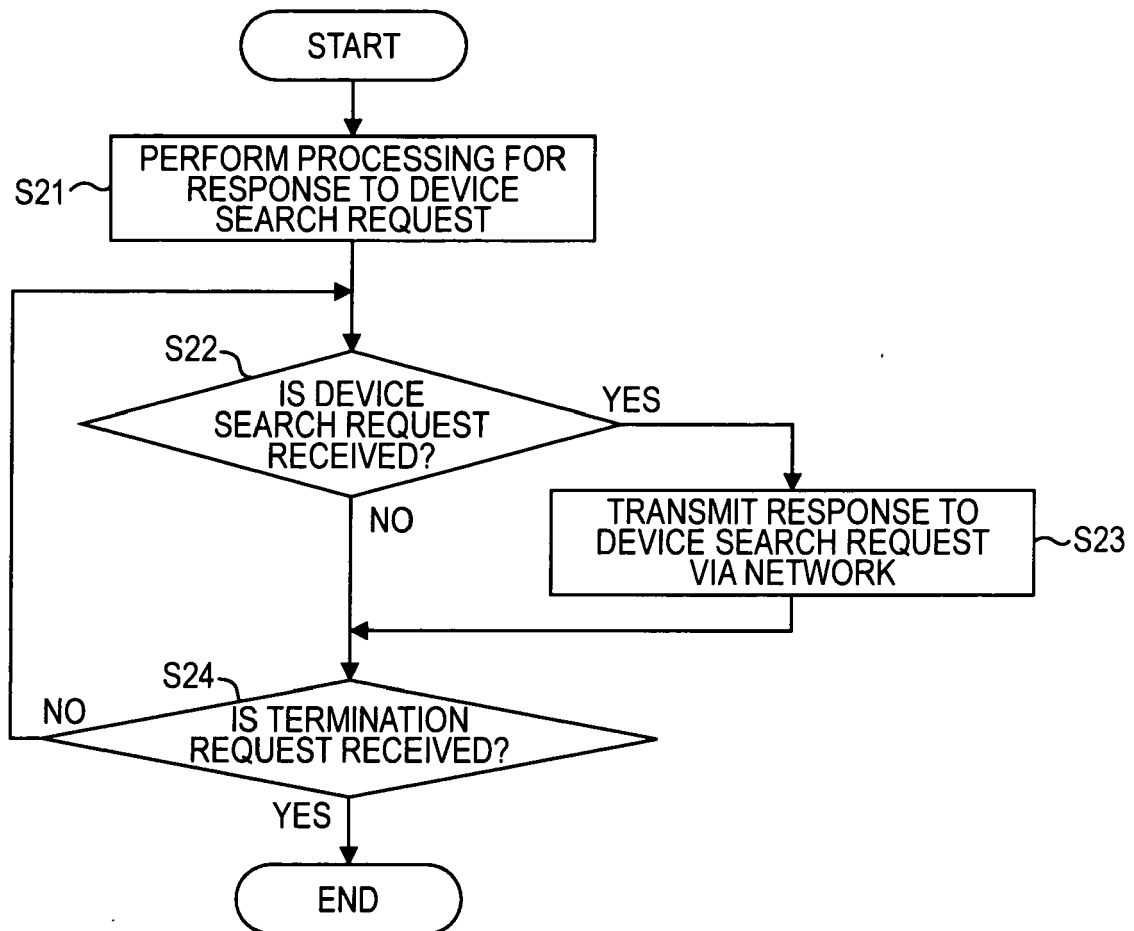 START
S21
PERFORM PROCESSING FOR
RESPONSE TO DEVICE
SEARCH REQUEST
S22
IS DEVICE
SEARCH REQUEST
RECEIVED?
YES
NO
TRANSMIT RESPONSE TO
DEVICE SEARCH REQUEST
VIA NETWORK
S23
S24
NO
IS TERMINATION
REQUEST RECEIVED?
YES
END